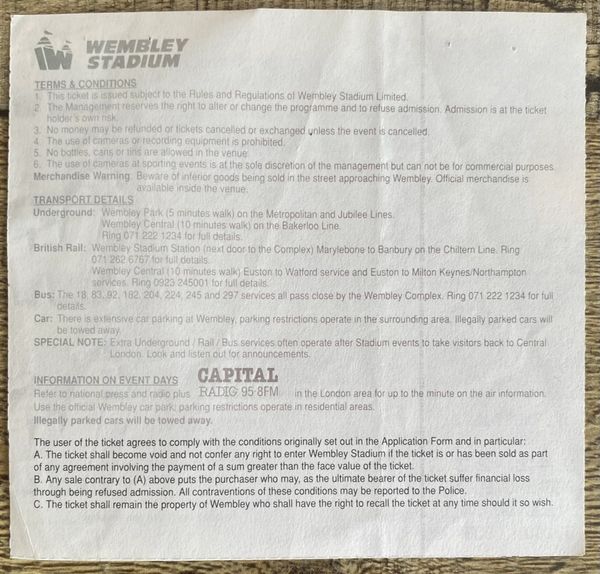 WEMBLEY
STADIUM
TERMS & CONDITIONS
1. This ticket is issued subject to the Rules and Regulations of Wembley Stadium Limited.
2. The Management reserves the right to alter or change the programme and to refuse admission. Admission is at the ticket
holder's own risk.
3. No money may be refunded or tickets cancelled or exchanged unless the event is cancelled.
4. The use of cameras or recording equipment is prohibited.
5. No bottles, cans or tins are allowed in the venue.
6. The use of cameras at sporting events is at the sole discretion of the management but can not be for commercial purposes.
Merchandise Warning. Beware of inferior goods being sold in the street approaching Wembley. Official merchandise is
available inside the venue.
TRANSPORT DETAILS
Underground: Wembley Park (5 minutes walk) on the Metropolitan and Jubilee Lines.
Wembley Central (10 minutes walk) on the Bakerloo Line.
Ring 071 222 1234 for full details.
British Rail: Wembley Stadium Station (next door to the Complex) Marylebone to Banbury on the Chiltern Line. Ring
071 262 6767 for full details.
Wembley Central (10 minutes walk) Euston to Watford service and Euston to Milton Keynes/Northampton
services. Ring 0923 245001 for full details.
Bus: The 18, 83, 92, 182, 204, 224, 245 and 297 services all pass close by the Wembley Complex. Ring 071 222 1234 for full
details.
Car: There is extensive car parking at Wembley, parking restrictions operate in the surrounding area. Illegally parked cars will
be towed away.
SPECIAL NOTE: Extra Underground / Rail / Bus services often operate after Stadium events to take visitors back to Central
London. Look and listen out for announcements.
INFORMATION ON EVENT DAYS CAPITAL
Refer to national press and radio plus RADIO 95·8FM in the London area for up to the minute on the air information.
Use the official Wembley car park; parking restrictions operate in residential areas.
Illegally parked cars will be towed away.
The user of the ticket agrees to comply with the conditions originally set out in the Application Form and in particular:
A. The ticket shall become void and not confer any right to enter Wembley Stadium if the ticket is or has been sold as part
of any agreement involving the payment of a sum greater than the face value of the ticket.
B. Any sale contrary to (A) above puts the purchaser who may, as the ultimate bearer of the ticket suffer financial loss
through being refused admission. All contraventions of these conditions may be reported to the Police.
C. The ticket shall remain the property of Wembley who shall have the right to recall the ticket at any time should it so wish.